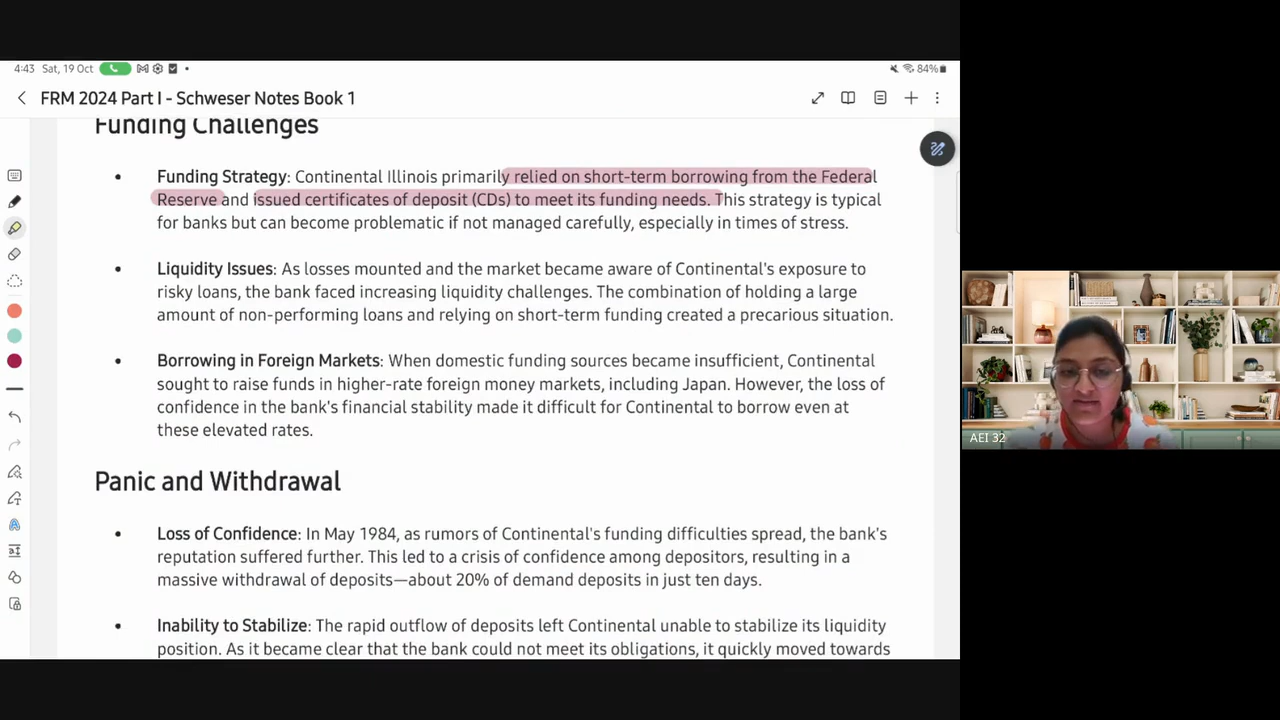 4:43 Sat, 19 Oct 84%
FRM 2024 Part I - Schweser Notes Book 1
Funding Challenges
• Funding Strategy: Continental Illinois primarily relied on short-term borrowing from the Federal
Reserve and issued certificates of deposit (CDs) to meet its funding needs. This strategy is typical
for banks but can become problematic if not managed carefully, especially in times of stress.
• Liquidity Issues: As losses mounted and the market became aware of Continental's exposure to
risky loans, the bank faced increasing liquidity challenges. The combination of holding a large
amount of non-performing loans and relying on short-term funding created a precarious situation.
• Borrowing in Foreign Markets: When domestic funding sources became insufficient, Continental
sought to raise funds in higher-rate foreign money markets, including Japan. However, the loss of
confidence in the bank's financial stability made it difficult for Continental to borrow even at
these elevated rates.
Panic and Withdrawal
• Loss of Confidence: In May 1984, as rumors of Continental's funding difficulties spread, the bank's
reputation suffered further. This led to a crisis of confidence among depositors, resulting in a
massive withdrawal of deposits—about 20% of demand deposits in just ten days.
• Inability to Stabilize: The rapid outflow of deposits left Continental unable to stabilize its liquidity
position. As it became clear that the bank could not meet its obligations, it quickly moved towards
AEI 32